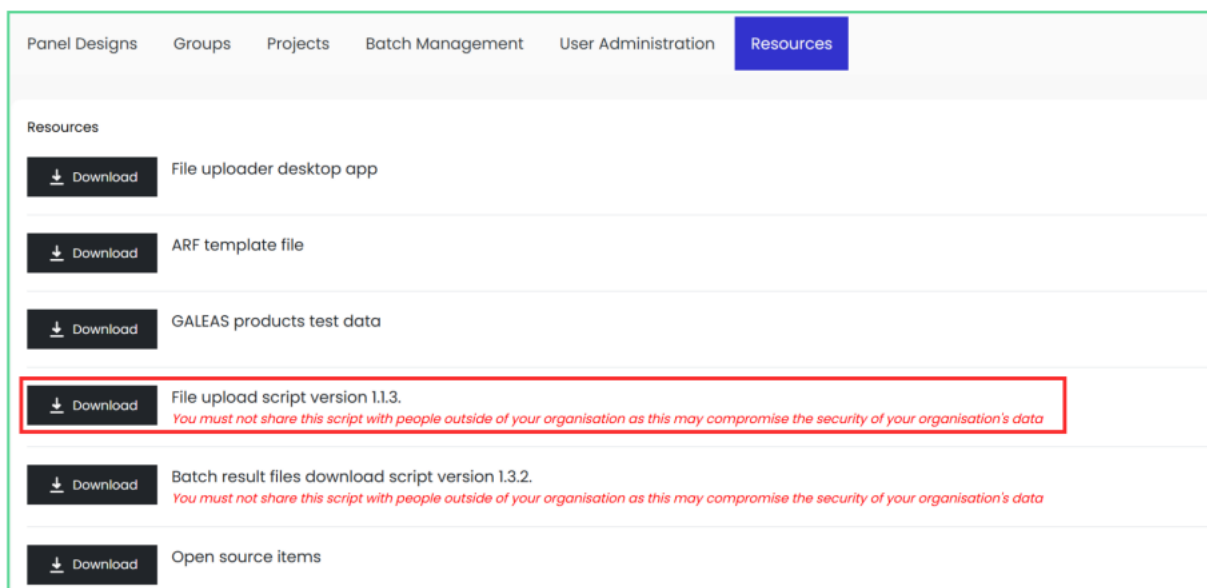 Panel Designs Groups Projects Batch Management User Administration Resources
Resources
Download File uploader desktop app
Download ARF template file
Download GALEAS products test data
Download File upload script version 1.1.3.
You must not share this script with people outside of your organisation as this may compromise the security of your organisation's data
Download Batch result files download script version 1.3.2.
You must not share this script with people outside of your organisation as this may compromise the security of your organisation's data
Download Open source items